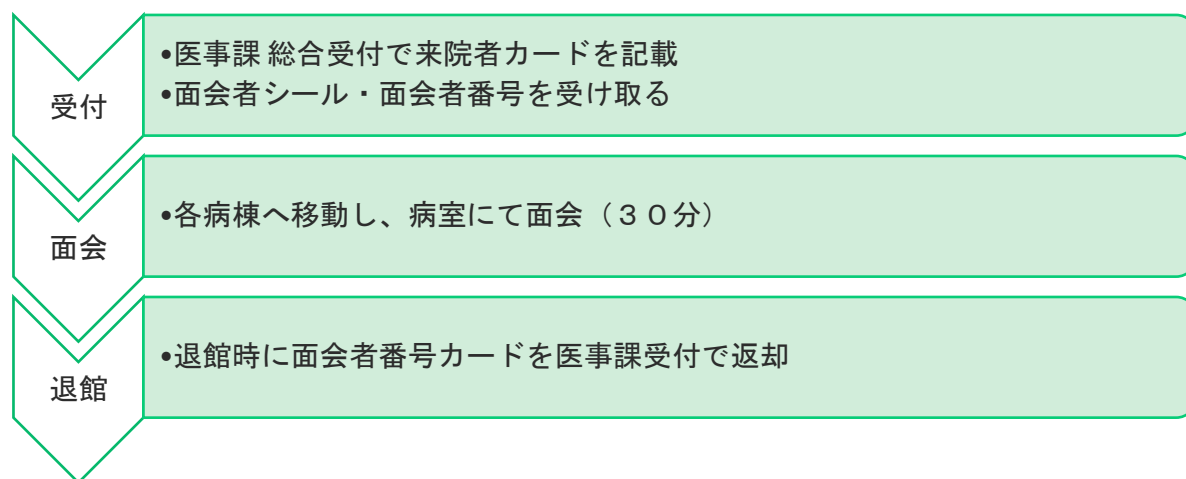 受付
•医事課 総合受付で来院者カードを記載
•面会者シール・面会者番号を受け取る
面会
•各病棟へ移動し、病室にて面会（３０分）
退館
•退館時に面会者番号カードを医事課受付で返却